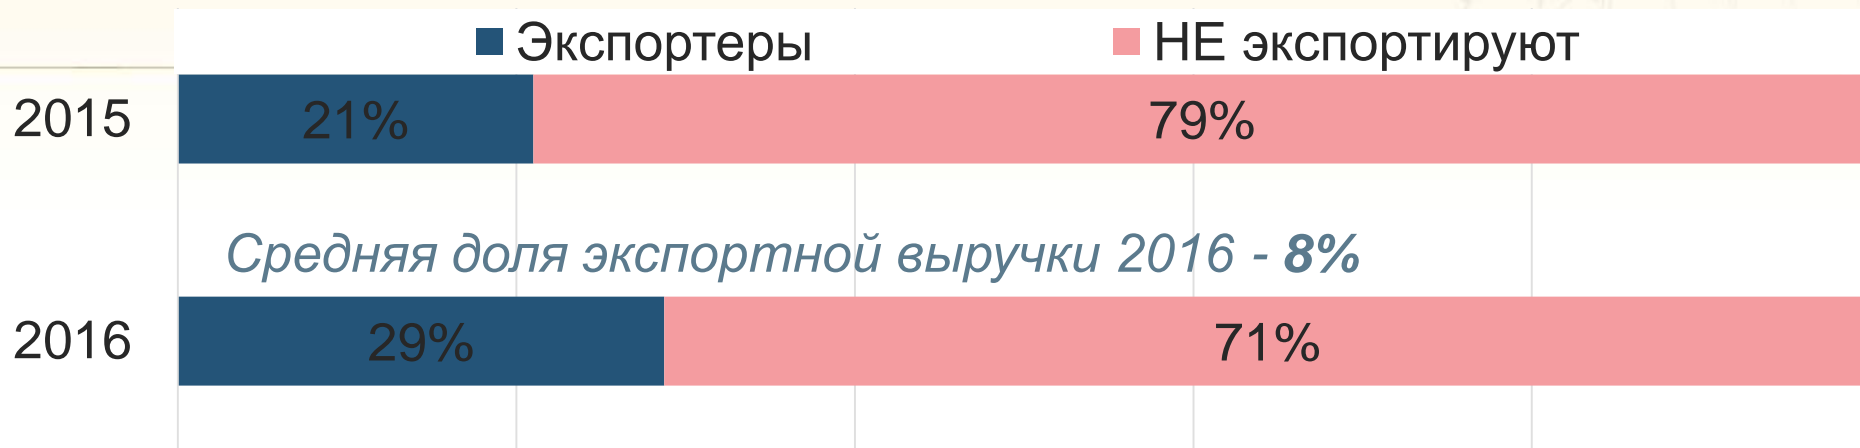 Экспортеры НЕ экспортируют
2015 21% 79%
Средняя доля экспортной выручки 2016 - 8%
2016 29% 71%